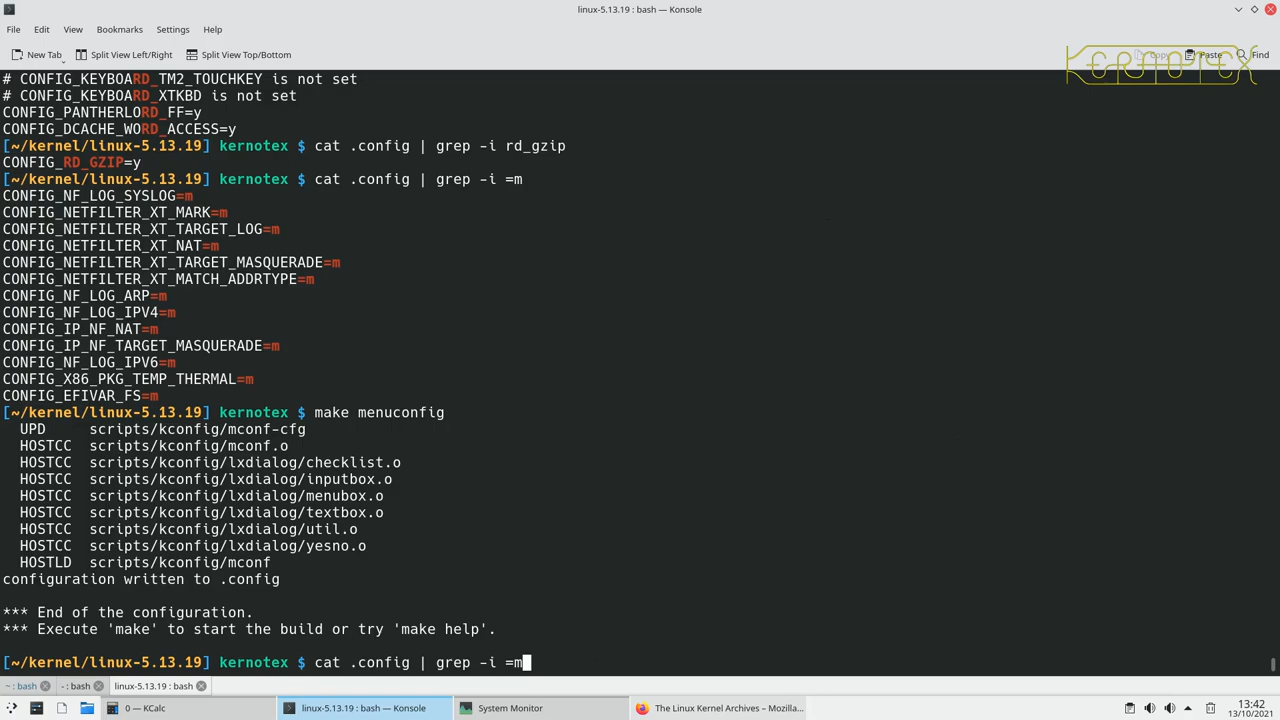 linux-5.13.19 : bash — Konsole
File Edit View Bookmarks Settings Help
New Tab Split View Left/Right Split View Top/Bottom Copy Paste Find
KERNOTEX
# CONFIG_KEYBOARD_TM2_TOUCHKEY is not set
# CONFIG_KEYBOARD_XTKBD is not set
CONFIG_PANTHERLORD_FF=y
CONFIG_DCACHE_WORD_ACCESS=y
[~/kernel/linux-5.13.19] kernotex $ cat .config | grep -i rd_gzip
CONFIG_RD_GZIP=y
[~/kernel/linux-5.13.19] kernotex $ cat .config | grep -i =m
CONFIG_NF_LOG_SYSLOG=m
CONFIG_NETFILTER_XT_MARK=m
CONFIG_NETFILTER_XT_TARGET_LOG=m
CONFIG_NETFILTER_XT_NAT=m
CONFIG_NETFILTER_XT_TARGET_MASQUERADE=m
CONFIG_NETFILTER_XT_MATCH_ADDRTYPE=m
CONFIG_NF_LOG_ARP=m
CONFIG_NF_LOG_IPV4=m
CONFIG_IP_NF_NAT=m
CONFIG_IP_NF_TARGET_MASQUERADE=m
CONFIG_NF_LOG_IPV6=m
CONFIG_X86_PKG_TEMP_THERMAL=m
CONFIG_EFIVAR_FS=m
[~/kernel/linux-5.13.19] kernotex $ make menuconfig
UPD scripts/kconfig/mconf-cfg
HOSTCC scripts/kconfig/mconf.o
HOSTCC scripts/kconfig/lxdialog/checklist.o
HOSTCC scripts/kconfig/lxdialog/inputbox.o
HOSTCC scripts/kconfig/lxdialog/menubox.o
HOSTCC scripts/kconfig/lxdialog/textbox.o
HOSTCC scripts/kconfig/lxdialog/util.o
HOSTCC scripts/kconfig/lxdialog/yesno.o
HOSTLD scripts/kconfig/mconf
configuration written to .config
*** End of the configuration.
*** Execute 'make' to start the build or try 'make help'.
[~/kernel/linux-5.13.19] kernotex $ cat .config | grep -i =m
~ : bash - : bash linux-5.13.19 : bash
0 — KCalc linux-5.13.19 : bash — Konsole System Monitor The Linux Kernel Archives – Mozilla... 13:42
13/10/2021